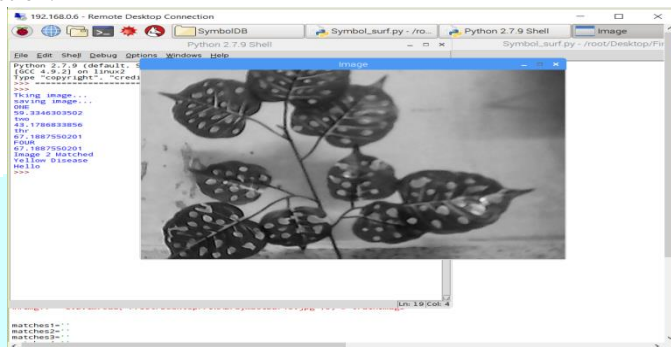 192.168.0.6 - Remote Desktop Connection
SymbolDB
Symbol_surf.py - /ro...
Python 2.7.9 Shell
Image
Python 2.7.9 Shell
Symbol_surf.py - /root/Desktop/Fir
File Edit Shell Debug Options Windows Help
Image
Python 2.7.9 (default, S
[GCC 4.9.2] on linux2
Type "copyright", "credi
>>> 
>>>
Tking image...
saving image...
ONE
59.3346303502
two
43.1786833856
thr
67.1887550201
FOUR
67.1887550201
Image 2 Matched
Yellow Disease
Hello
>>>
Ln: 19 Col: 4
matches1=''
matches2=''
matches3=''